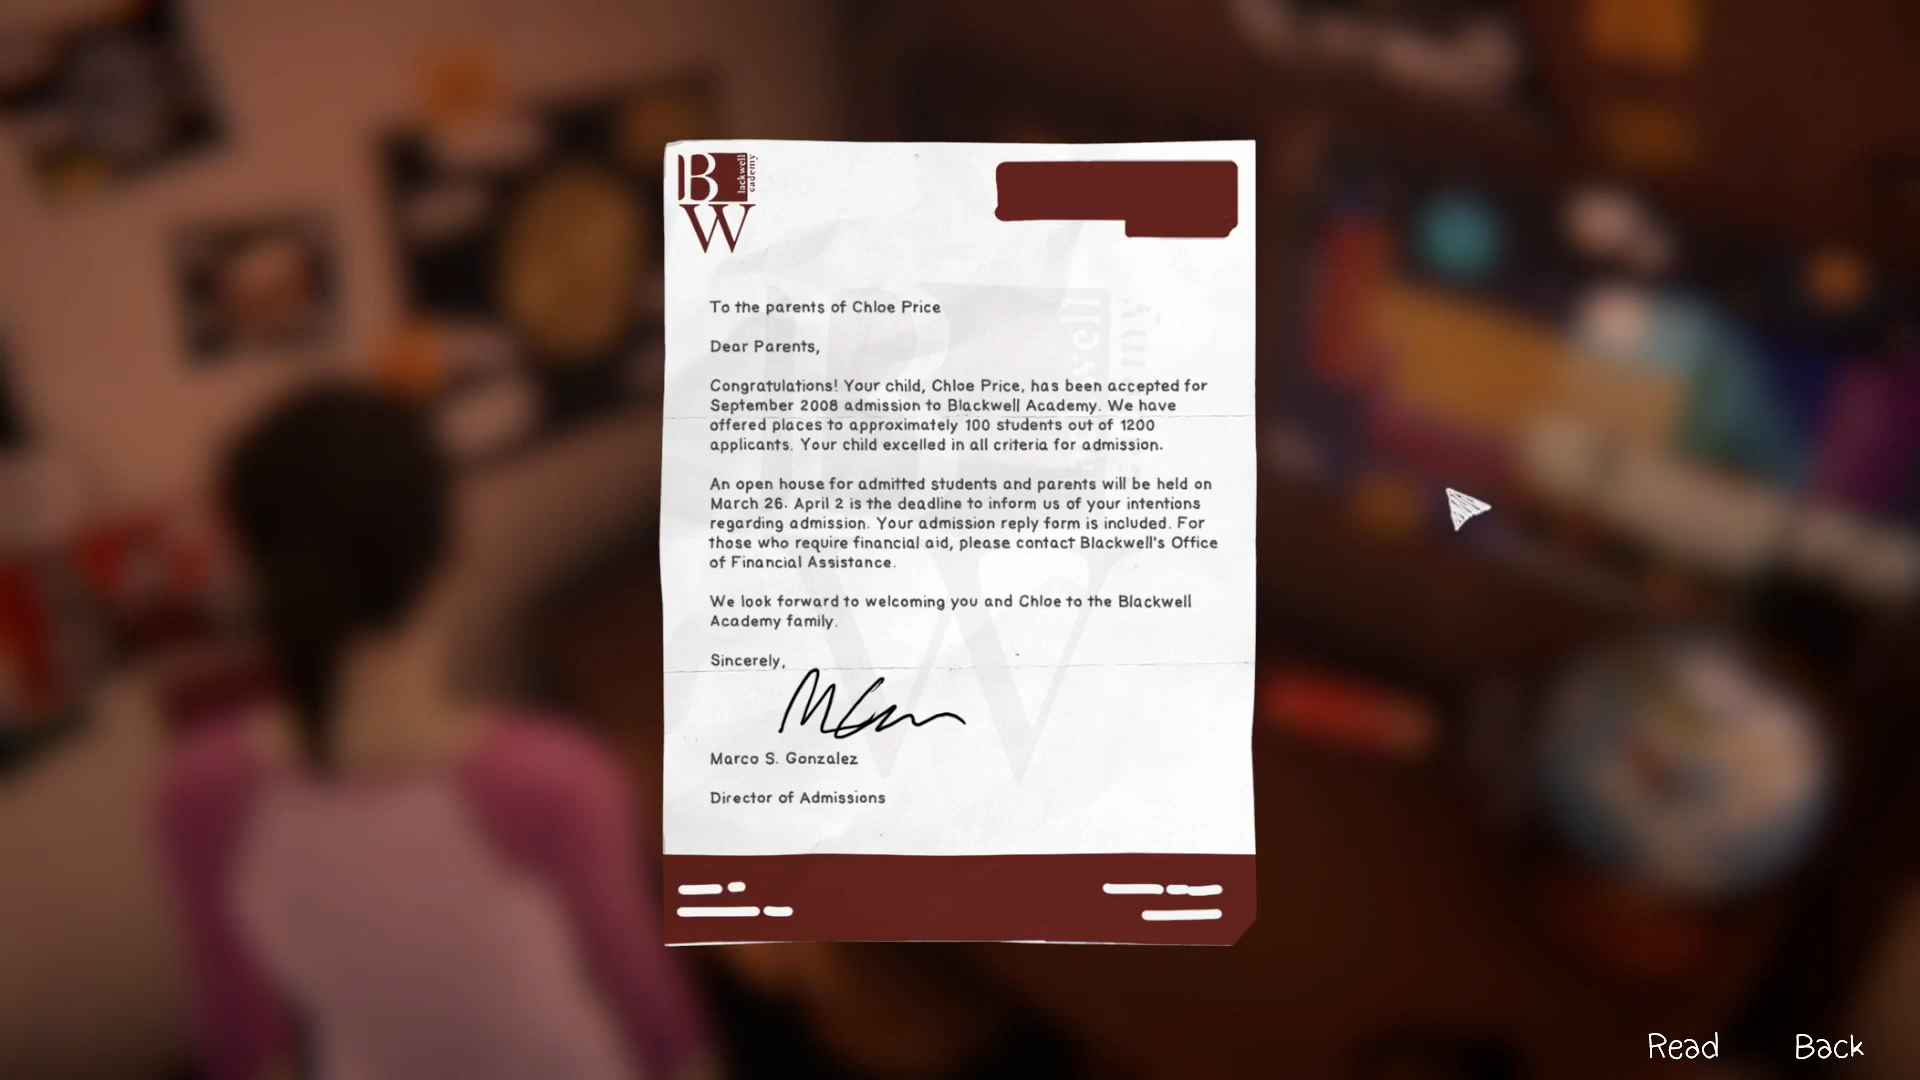 B
lackwell
cademy
W
To the parents of Chloe Price
Dear Parents,
Congratulations! Your child, Chloe Price, has been accepted for
September 2008 admission to Blackwell Academy. We have
offered places to approximately 100 students out of 1200
applicants. Your child excelled in all criteria for admission.
An open house for admitted students and parents will be held on
March 26. April 2 is the deadline to inform us of your intentions
regarding admission. Your admission reply form is included. For
those who require financial aid, please contact Blackwell's Office
of Financial Assistance.
We look forward to welcoming you and Chloe to the Blackwell
Academy family.
Sincerely,
Marco S. Gonzalez
Director of Admissions
Read Back